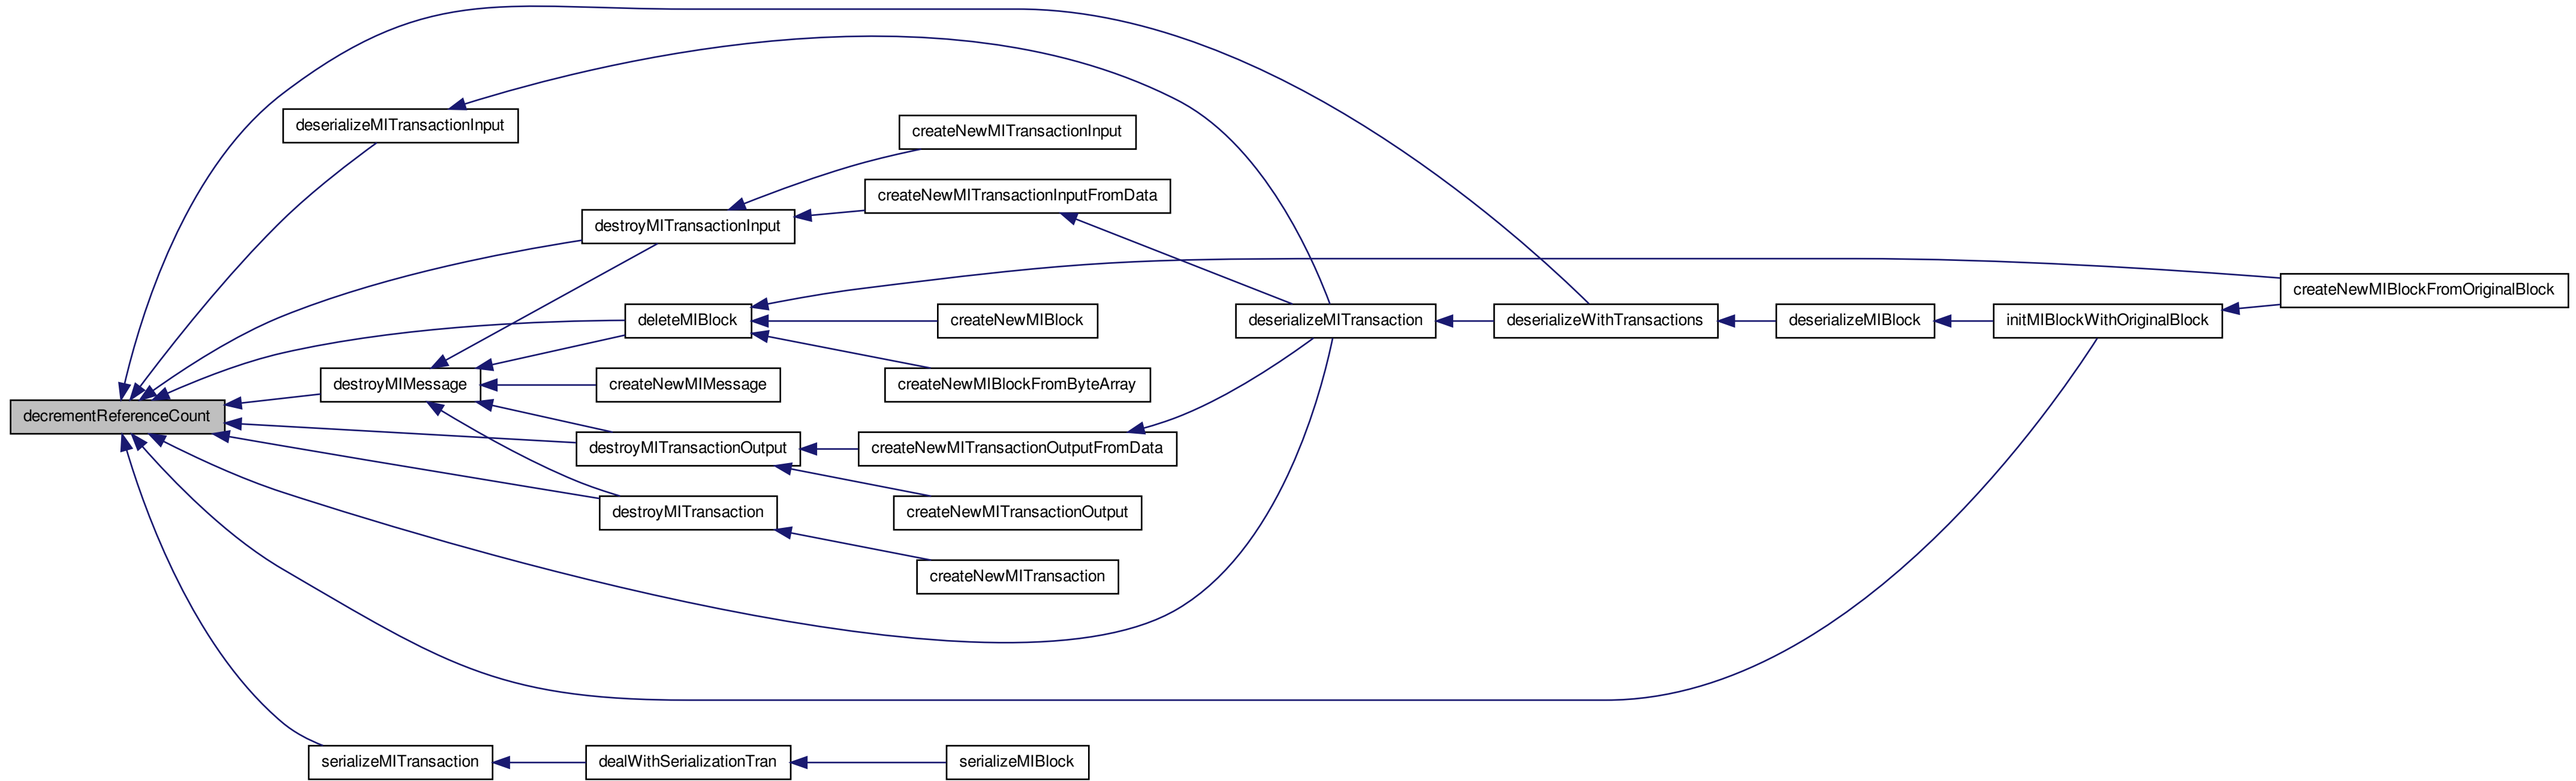 deserializeMITransactionInput
createNewMITransactionInput
createNewMITransactionInputFromData
destroyMITransactionInput
createNewMIBlockFromOriginalBlock
deleteMIBlock
createNewMIBlock
deserializeMITransaction
deserializeWithTransactions
deserializeMIBlock
initMIBlockWithOriginalBlock
destroyMIMessage
createNewMIMessage
createNewMIBlockFromByteArray
decrementReferenceCount
destroyMITransactionOutput
createNewMITransactionOutputFromData
destroyMITransaction
createNewMITransactionOutput
createNewMITransaction
serializeMITransaction
dealWithSerializationTran
serializeMIBlock